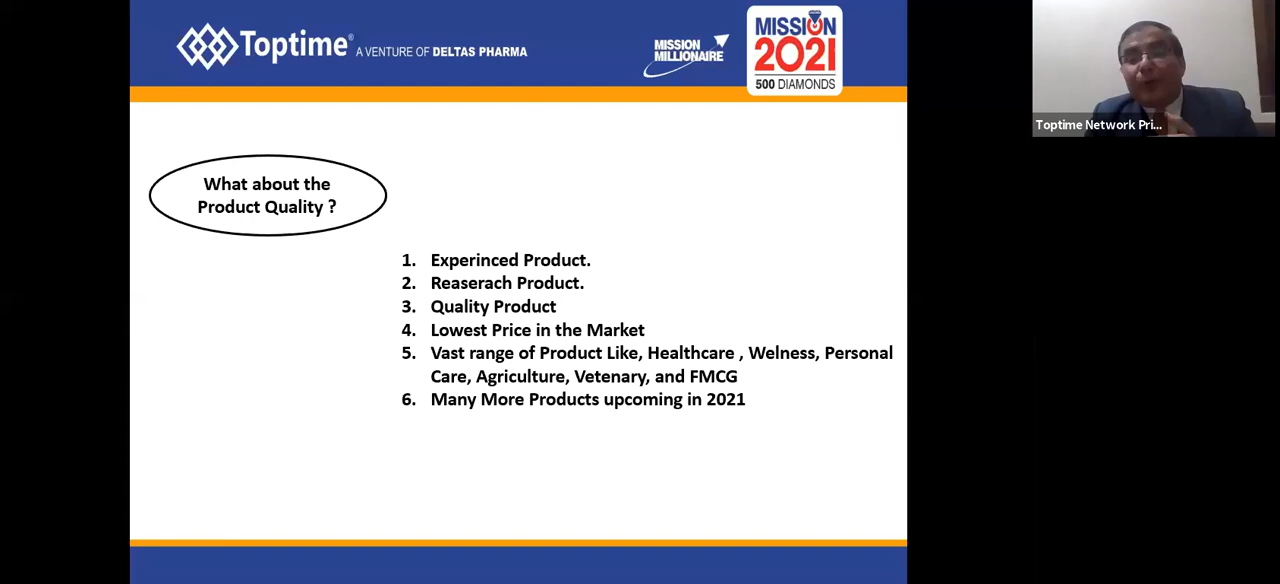 Toptime® A VENTURE OF DELTAS PHARMA
MISSION
MILLIONAIRE
MISSION
2021
500 DIAMONDS
Toptime Network Pri...
What about the
Product Quality ?
1. Experinced Product.
2. Reaserach Product.
3. Quality Product
4. Lowest Price in the Market
5. Vast range of Product Like, Healthcare , Welness, Personal
Care, Agriculture, Vetenary, and FMCG
6. Many More Products upcoming in 2021